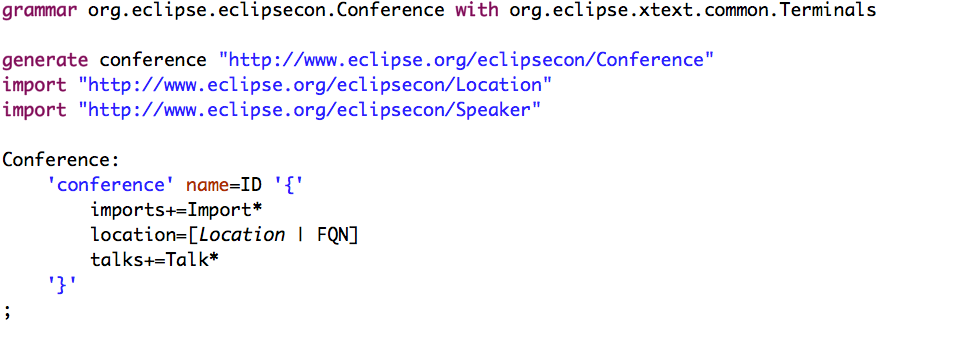 grammar org.eclipse.eclipsecon.Conference with org.eclipse.xtext.common.Terminals
generate conference "http://www.eclipse.org/eclipsecon/Conference"
import "http://www.eclipse.org/eclipsecon/Location"
import "http://www.eclipse.org/eclipsecon/Speaker"
Conference:
'conference' name=ID '{'
imports+=Import*
location=[Location | FQN]
talks+=Talk*
'}'
;